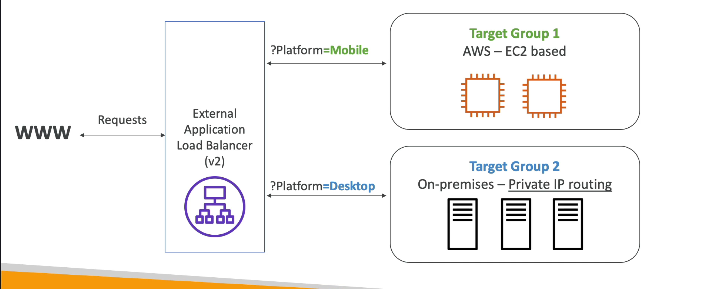 WWW
Requests
External
Application
Load Balancer
(v2)
?Platform=Mobile
?Platform=Desktop
Target Group 1
AWS – EC2 based
Target Group 2
On-premises – Private IP routing